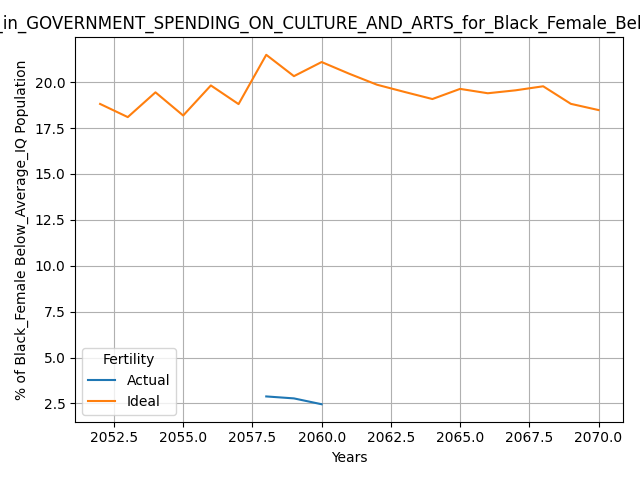 _in_GOVERNMENT_SPENDING_ON_CULTURE_AND_ARTS_for_Black_Female_Bel
% of Black_Female Below_Average_IQ Population
20.0
17.5
15.0
12.5
10.0
7.5
5.0
2.5
Fertility
Actual
Ideal
2052.5 2055.0 2057.5 2060.0 2062.5 2065.0 2067.5 2070.0
Years